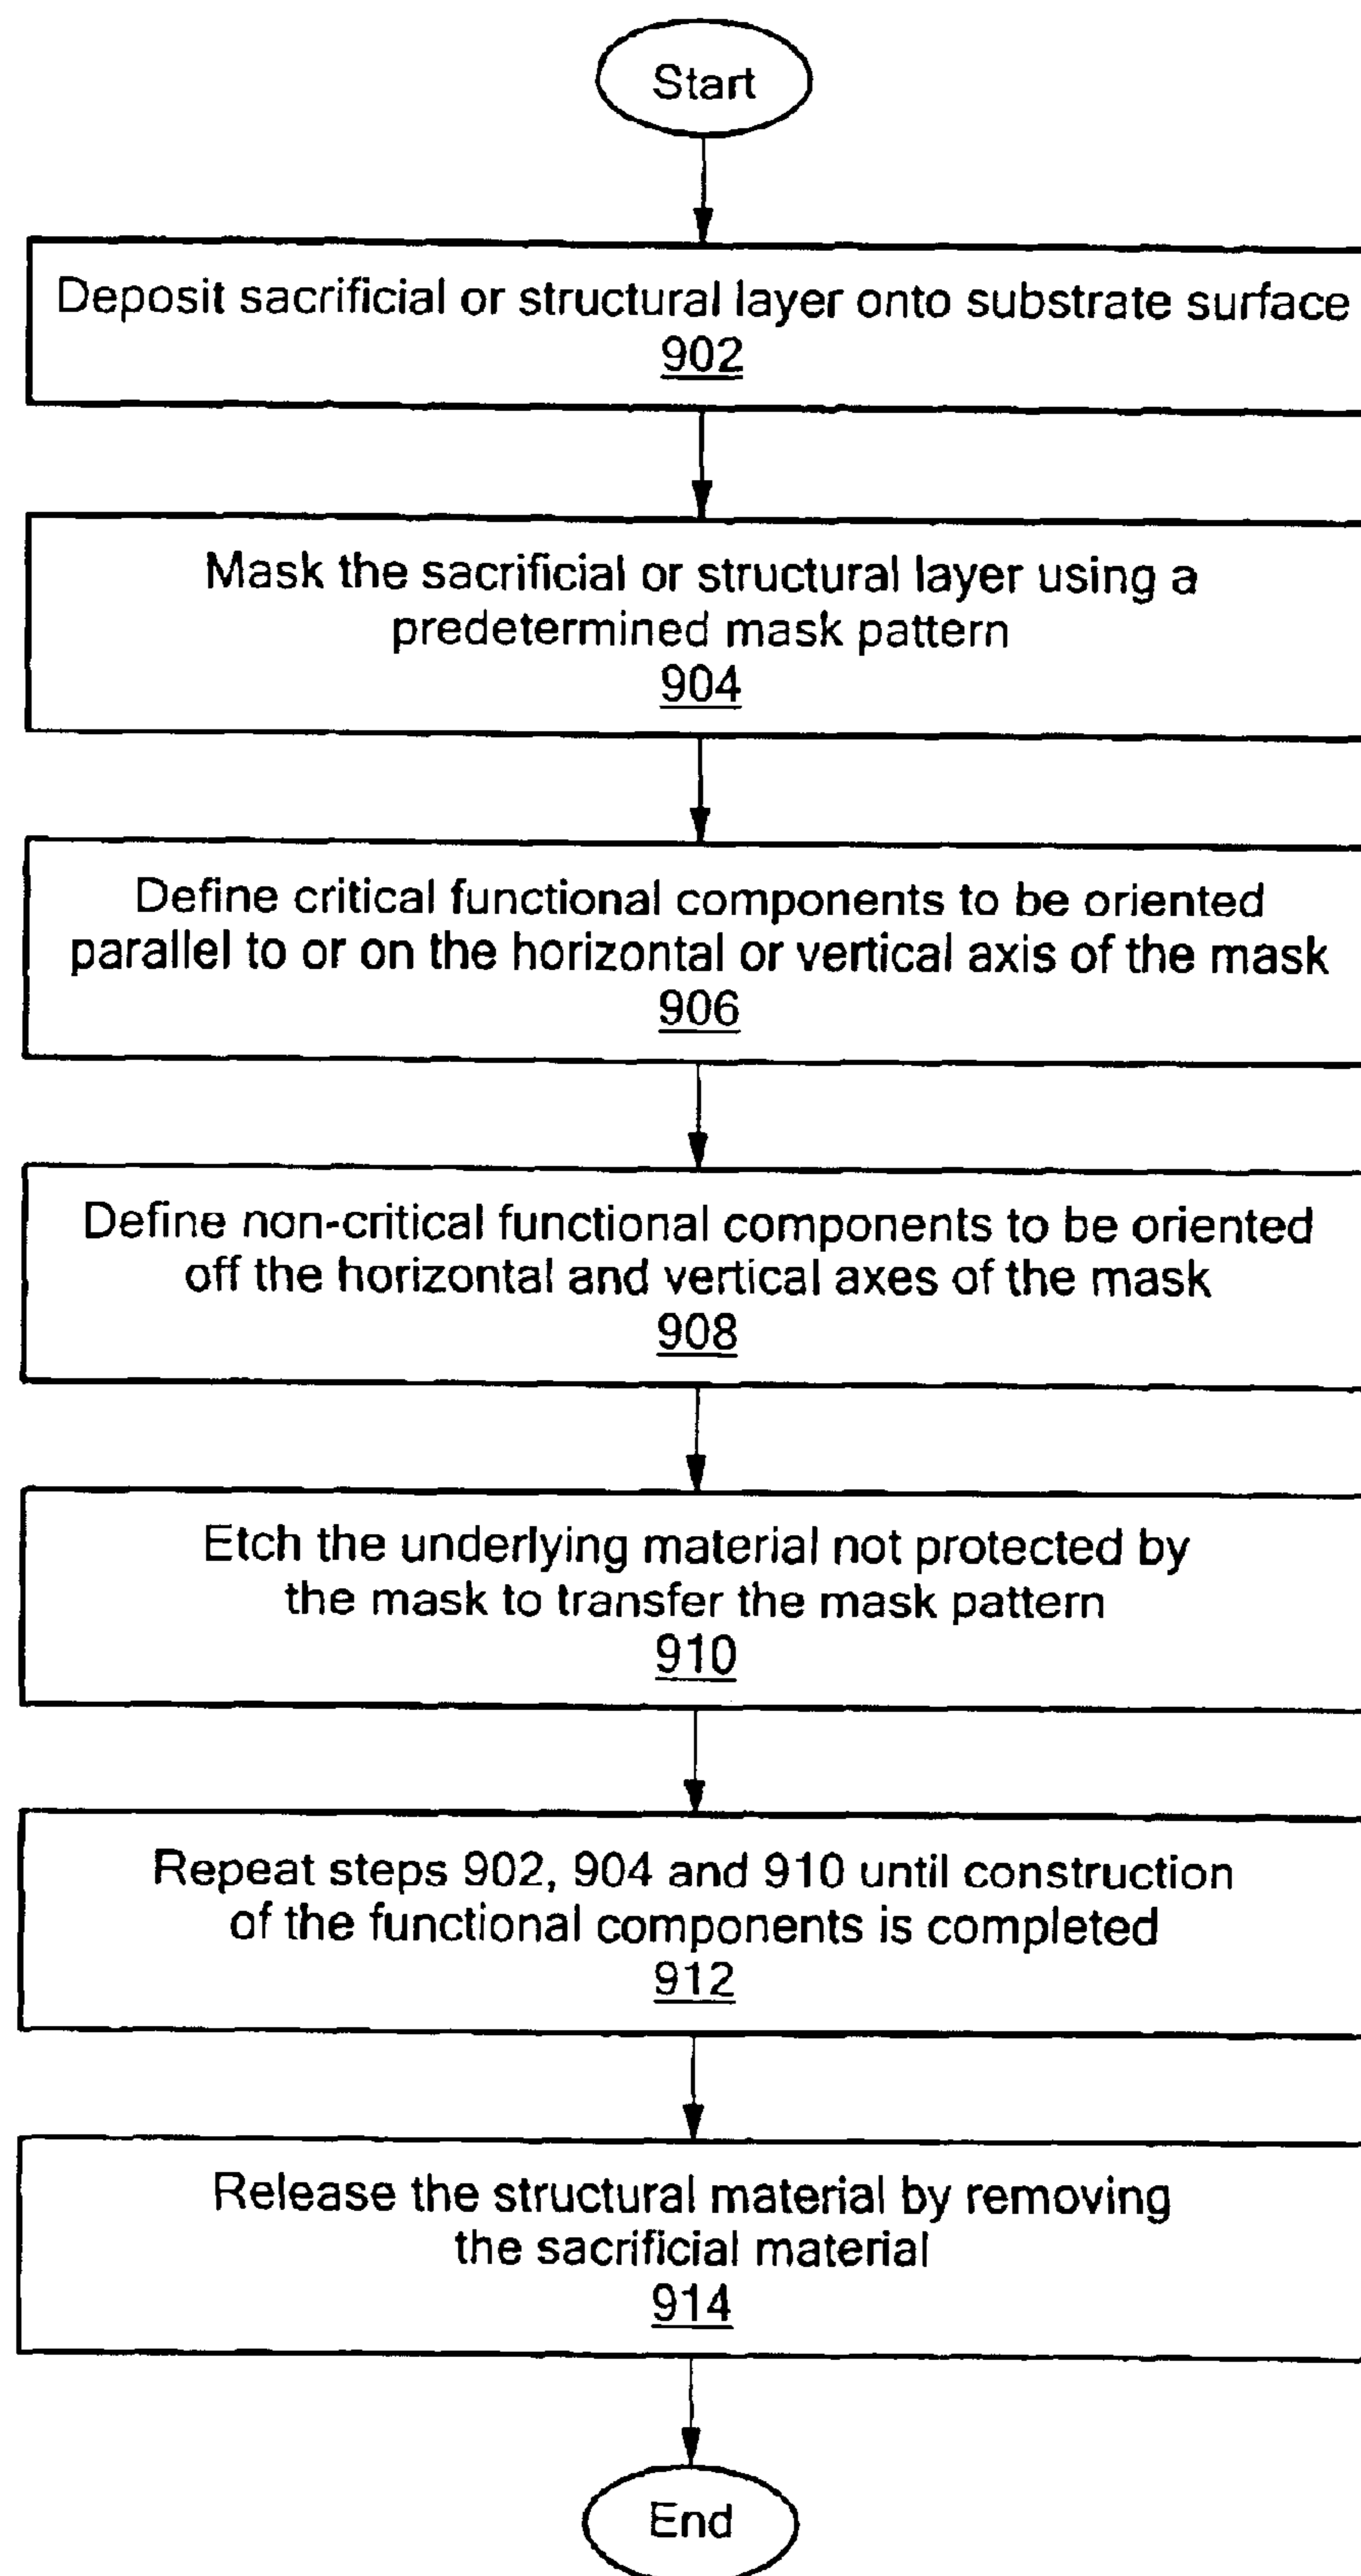 Start
Deposit sacrificial or structural layer onto substrate surface
902
Mask the sacrificial or structural layer using a
predetermined mask pattern
904
Define critical functional components to be oriented
parallel to or on the horizontal or vertical axis of the mask
906
Define non-critical functional components to be oriented
off the horizontal and vertical axes of the mask
908
Etch the underlying material not protected by
the mask to transfer the mask pattern
910
Repeat steps 902, 904 and 910 until construction
of the functional components is completed
912
Release the structural material by removing
the sacrificial material
914
End